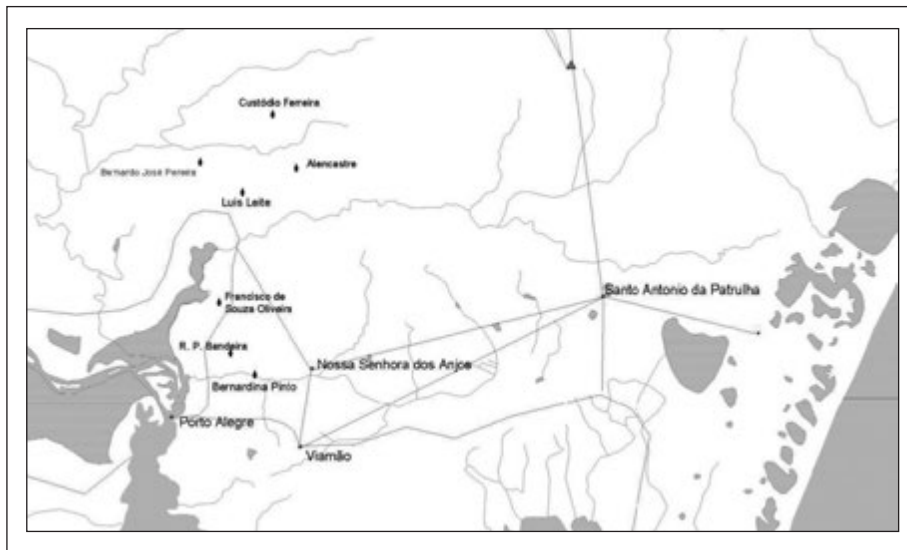 Custódio Ferreira
Alencastre
Bernardo José Pereira
Luis Leite
Santo Antonio da Patrulha
Francisco de
Souza Oliveira
R. P. Bandeira
Nossa Senhora dos Anjos
Bernardina Pinto
Porto Alegre
Viamão